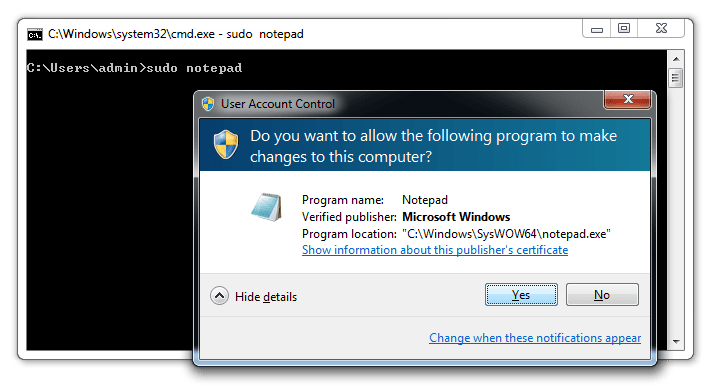 C:\Windows\system32\cmd.exe - sudo  notepad
C:\Users\admin>sudo notepad
User Account Control
Do you want to allow the following program to make
changes to this computer?
Program name: Notepad
Verified publisher: Microsoft Windows
Program location: "C:\Windows\SysWOW64\notepad.exe"
Show information about this publisher's certificate
Hide details
Yes No
Change when these notifications appear